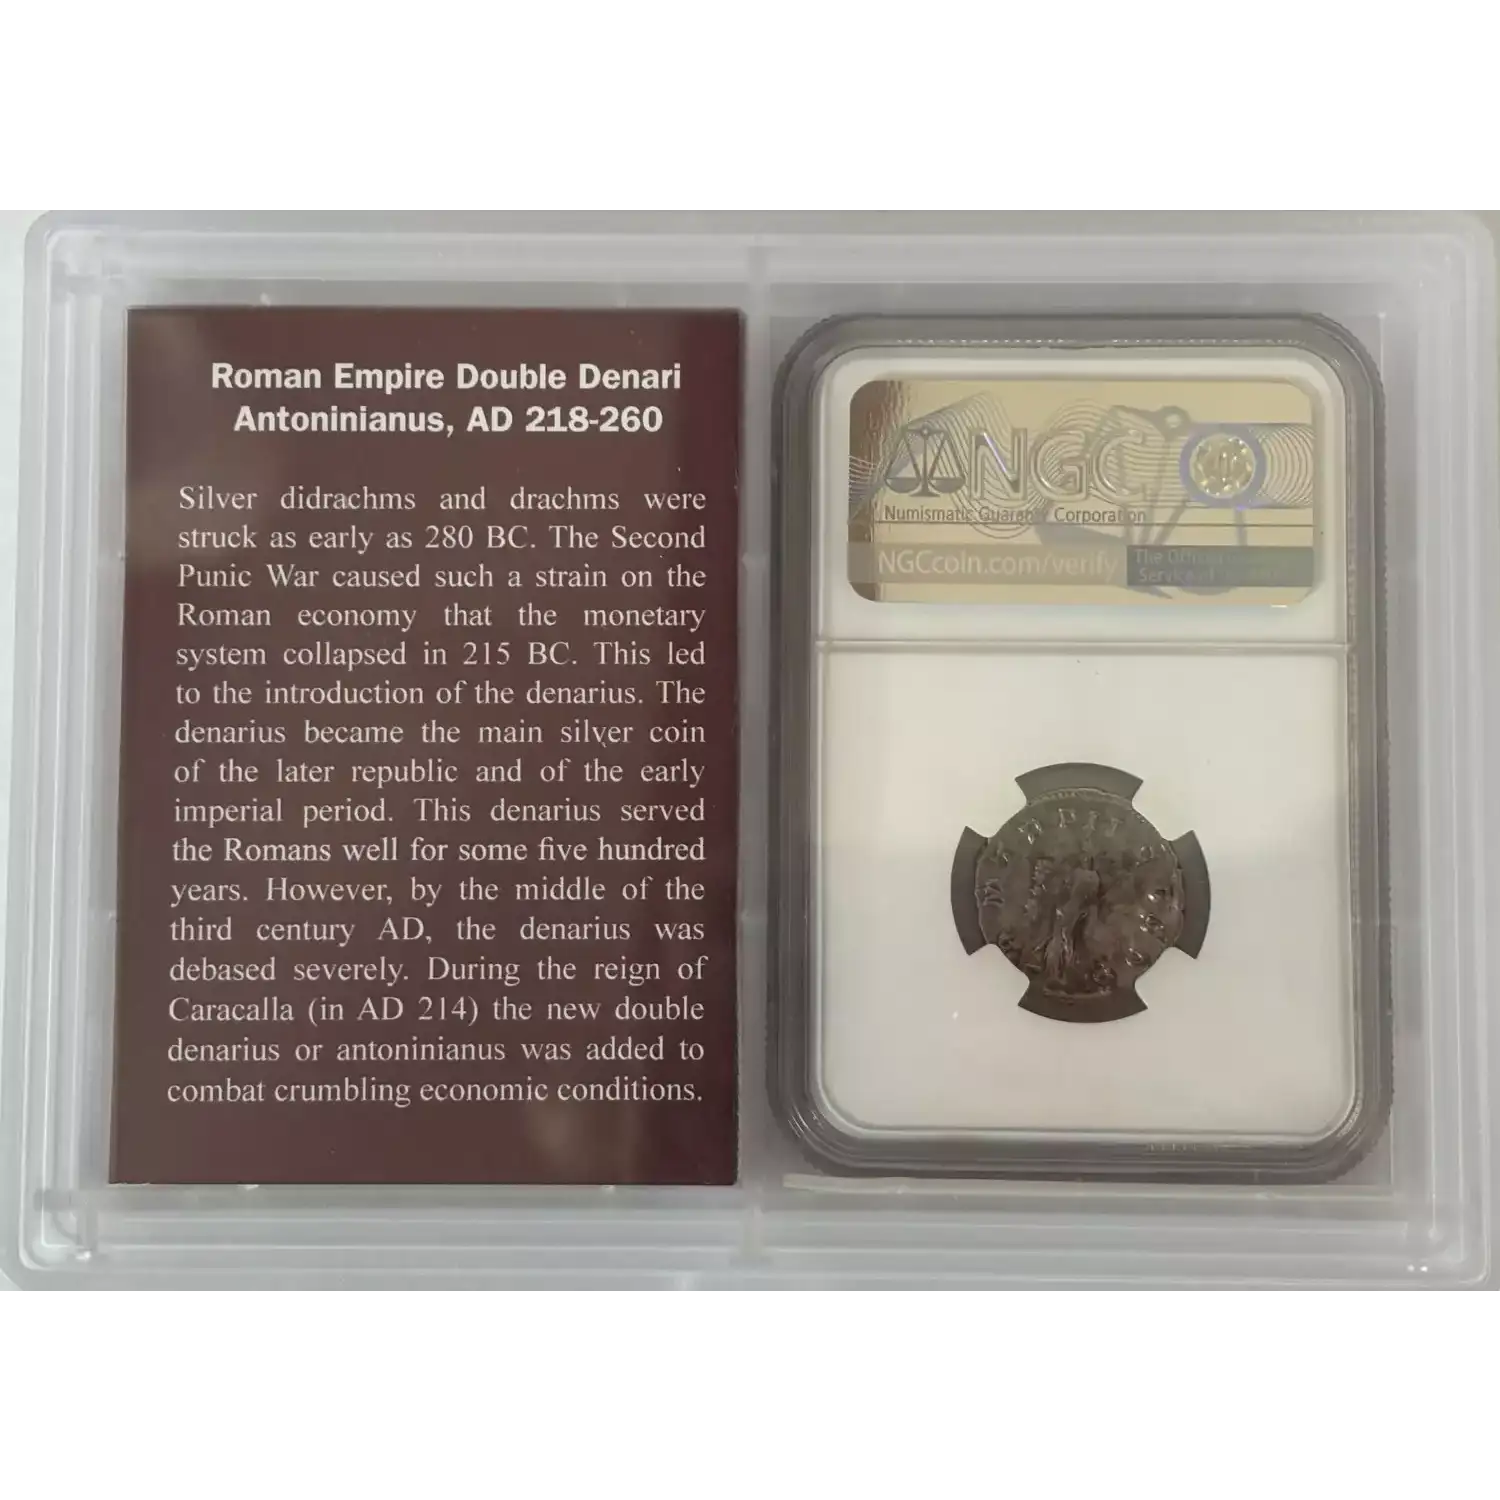 Roman Empire Double Denari
Antoninianus, AD 218-260
Silver didrachms and drachms were
struck as early as 280 BC. The Second
Punic War caused such a strain on the
Roman economy that the monetary
system collapsed in 215 BC. This led
to the introduction of the denarius. The
denarius became the main silver coin
of the later republic and of the early
imperial period. This denarius served
the Romans well for some five hundred
years. However, by the middle of the
third century AD, the denarius was
debased severely. During the reign of
Caracalla (in AD 214) the new double
denarius or antoninianus was added to
combat crumbling economic conditions.
NGC
Numismatic Guaranty Corporation
NGCcoin.com/verify
The Official
Service of